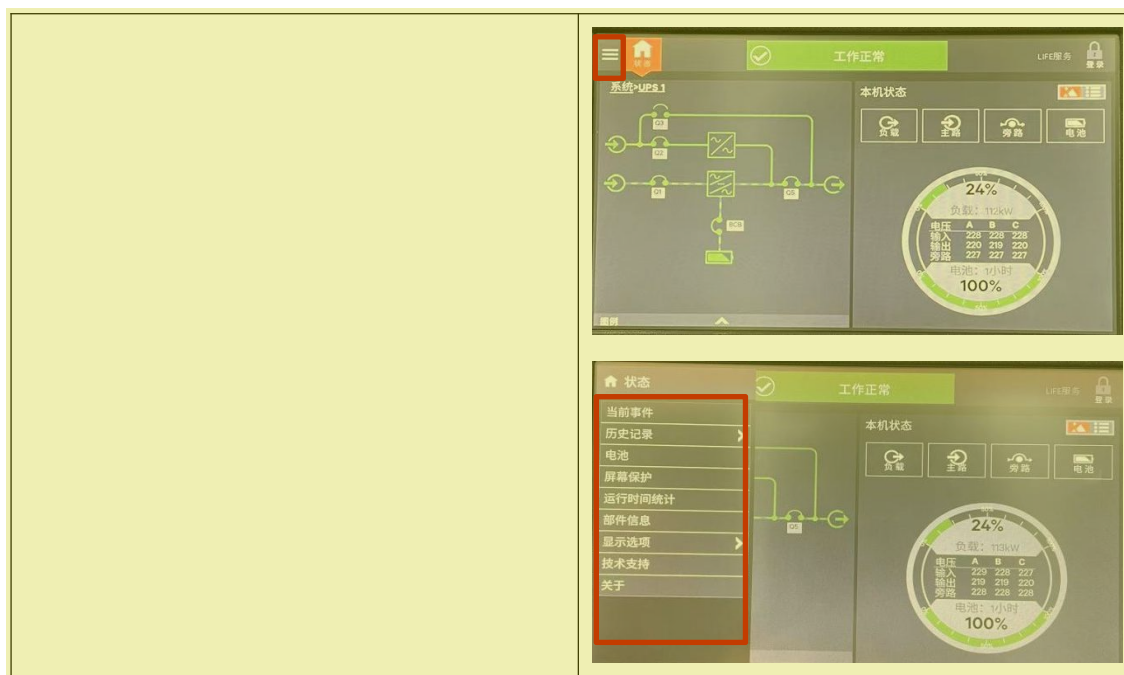 状态
工作正常
LIFE服务
登录
系统>UPS 1
本机状态
Q3
Q2
Q1
Q5
BCB
负载
主路
旁路
电池
24%
负载: 112kW
电压 A B C
输入 228 228 228
输出 220 219 220
旁路 227 227 227
电池: 1小时
100%
图例
状态
工作正常
LIFE服务
登录
当前事件
历史记录
电池
屏幕保护
运行时间统计
部件信息
显示选项
技术支持
关于
本机状态
负载
主路
旁路
电池
Q5
24%
负载: 113kW
电压 A B C
输入 229 228 227
输出 219 219 220
旁路 228 228 228
电池: 1小时
100%